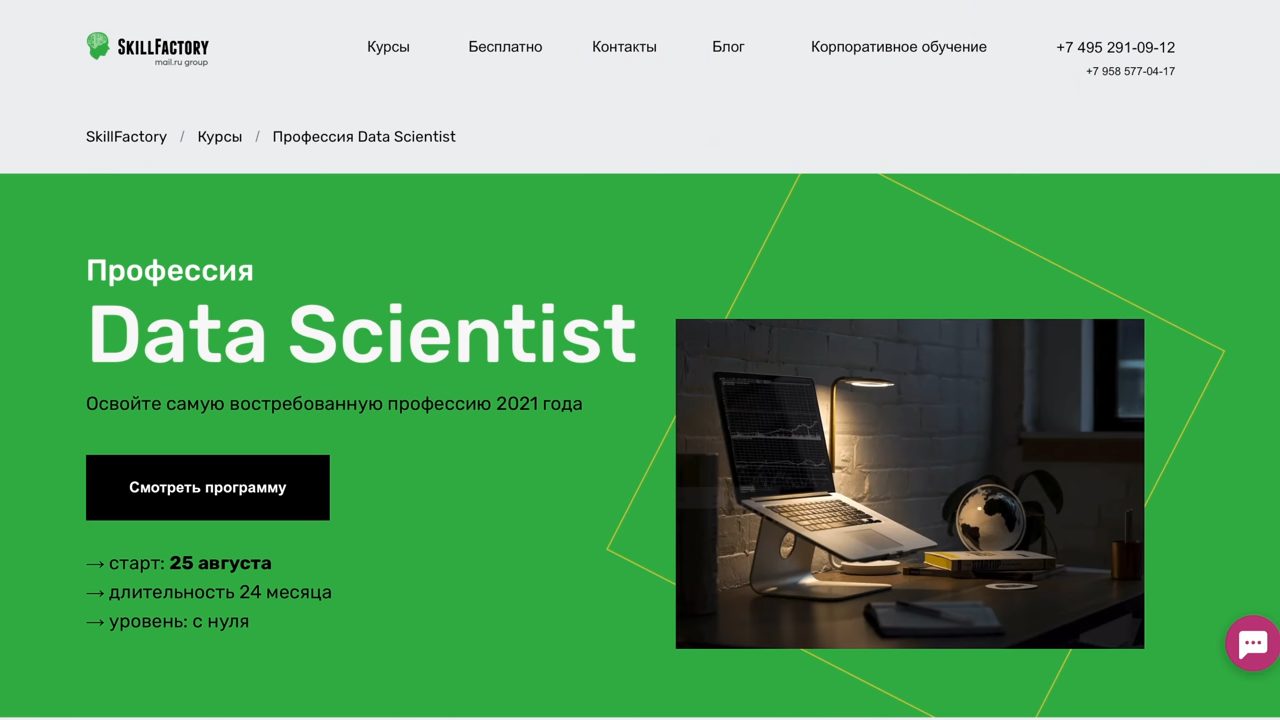 SKILLFACTORY
mail.ru group
Курсы
Бесплатно
Контакты
Блог
Корпоративное обучение
+7 495 291-09-12
+7 958 577-04-17
SkillFactory / Курсы / Профессия Data Scientist
Профессия
Data Scientist
Освойте самую востребованную профессию 2021 года
Смотреть программу
→ старт: 25 августа
→ длительность 24 месяца
→ уровень: с нуля